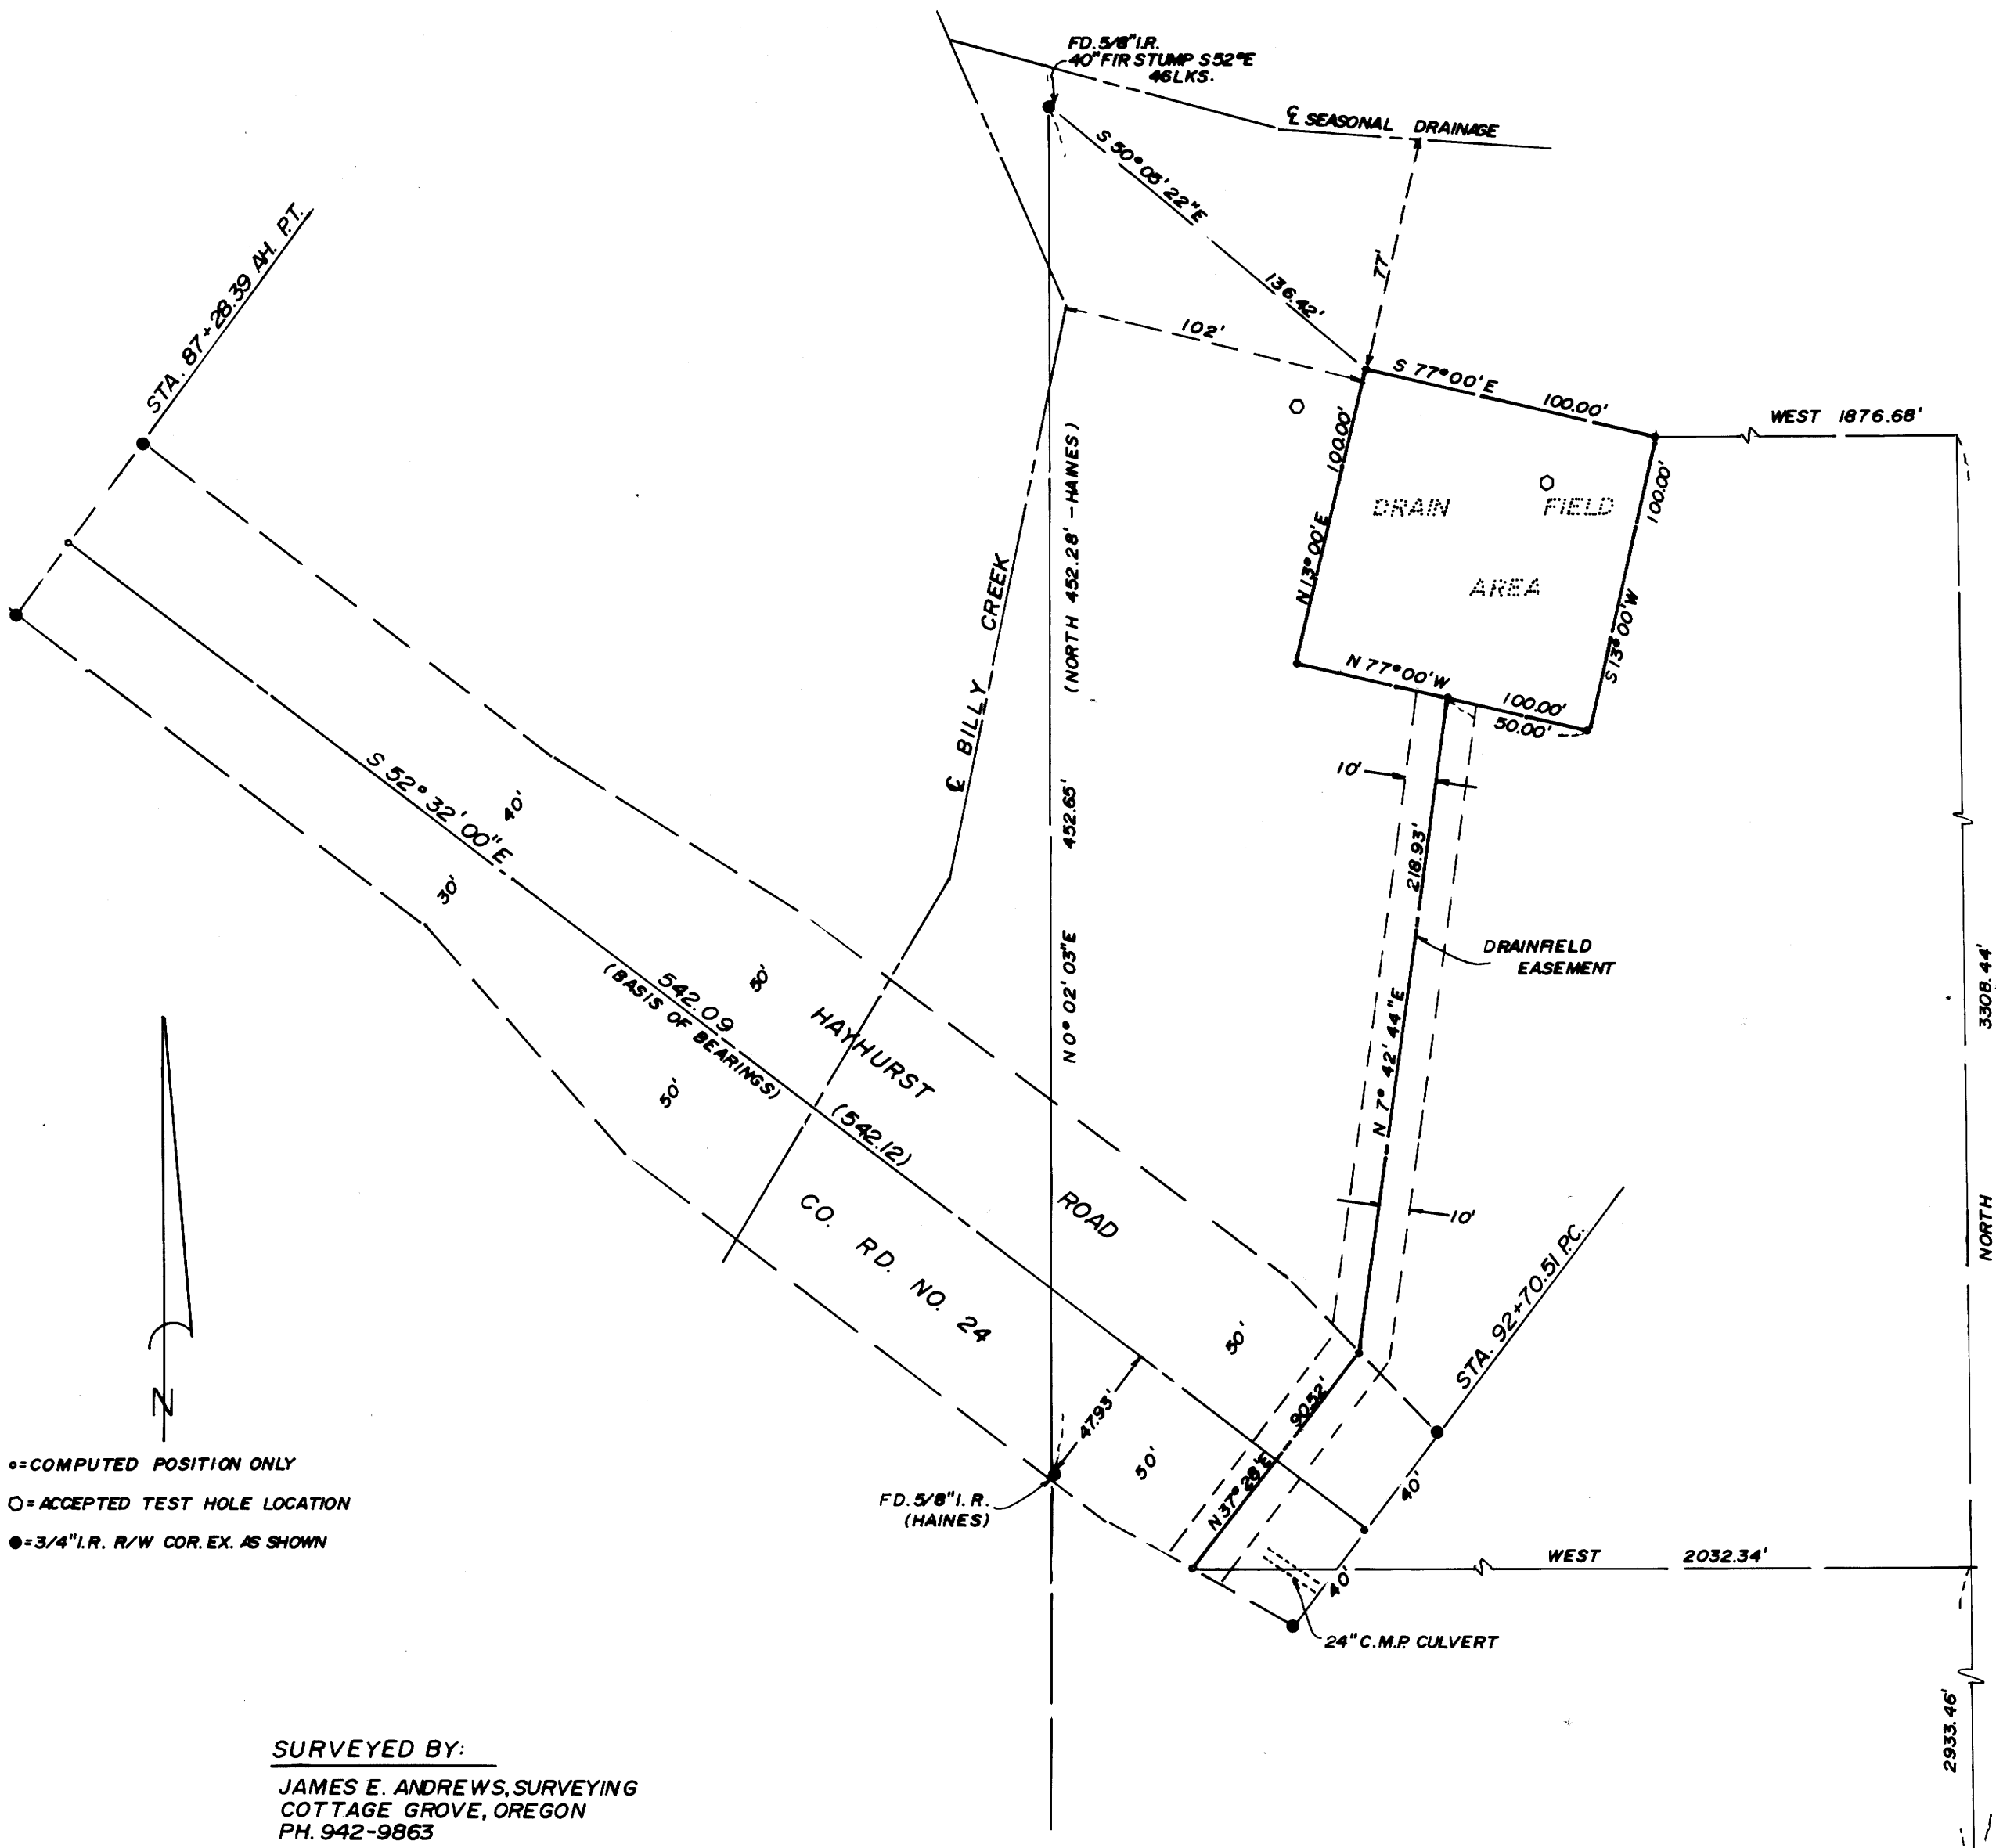 FD. 5/8" I.R.
40" FIR STUMP S 52° E
46 LKS.
℄ SEASONAL DRAINAGE
S 50° 05' 22" E
136.42'
77'
102'
STA. 87+28.39 AH. P.T.
S 77° 00' E
100.00'
WEST 1876.68'
N 13° 00' E
100.00'
DRAIN FIELD
AREA
100.00'
S 13° 00' W
N 77° 00' W
100.00'
50.00'
(NORTH 452.28' - HAINES)
N 0° 02' 03" E 452.65'
℄ BILLY CREEK
10'
218.93'
N 7° 42' 44" E
DRAINFIELD
EASEMENT
10'
S 52° 32' 00" E
40'
30'
542.09
(BASIS OF BEARINGS)
(542.12)
50'
50'
HAYHURST ROAD
CO. RD. NO. 24
50'
50'
47.93'
90.52'
N 37° 28' E
STA. 92+70.51 P.C.
40'
40'
3308.44'
NORTH
2933.46'
WEST 2032.34'
24" C.M.P. CULVERT
FD. 5/8" I.R.
(HAINES)
N
o = COMPUTED POSITION ONLY
⬡ = ACCEPTED TEST HOLE LOCATION
● = 3/4" I.R. R/W COR. EX. AS SHOWN
SURVEYED BY:
JAMES E. ANDREWS, SURVEYING
COTTAGE GROVE, OREGON
PH. 942-9863